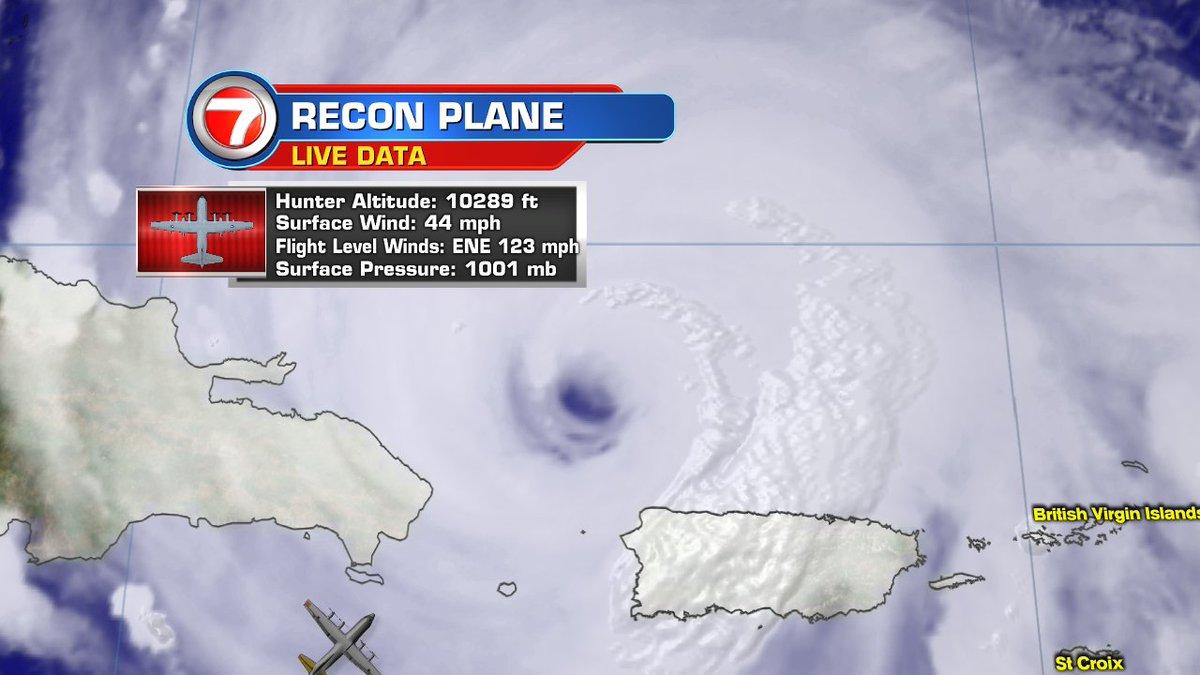 7
RECON PLANE
LIVE DATA
Hunter Altitude: 10289 ft
Surface Wind: 44 mph
Flight Level Winds: ENE 123 mph
Surface Pressure: 1001 mb
British Virgin Islands
St Croix